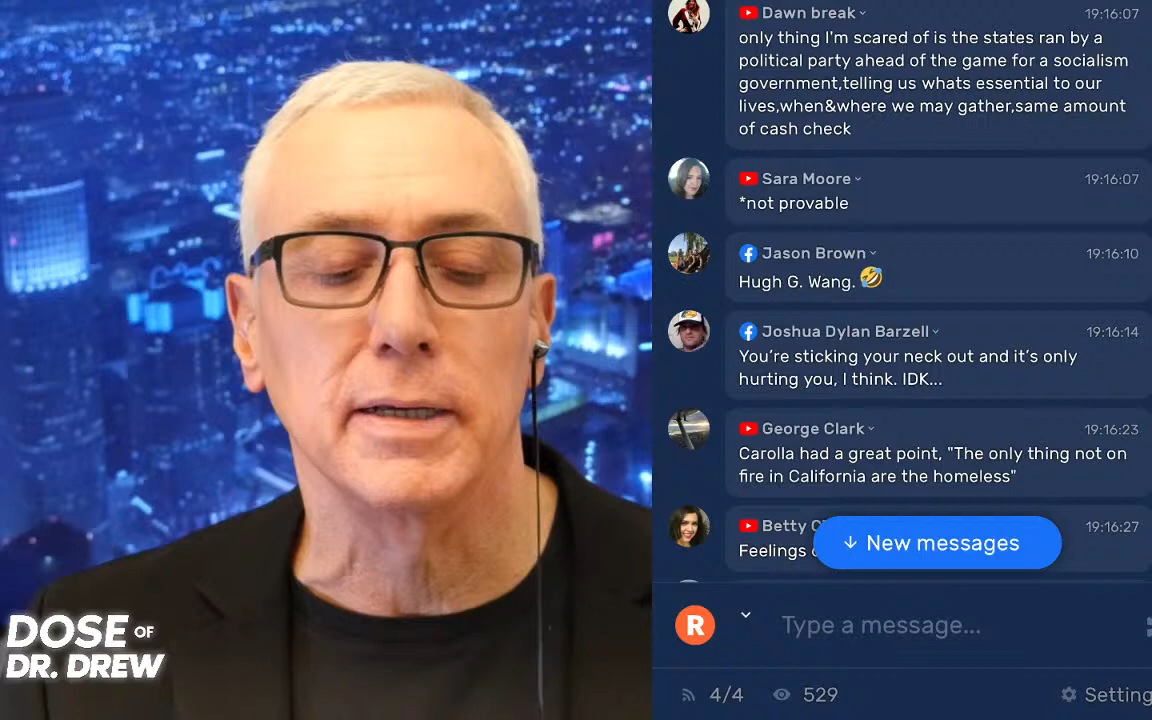 Dawn break
19:16:07
only thing I'm scared of is the states ran by a
political party ahead of the game for a socialism
government,telling us whats essential to our
lives,when&where we may gather,same amount
of cash check
Sara Moore
19:16:07
*not provable
Jason Brown
19:16:10
Hugh G. Wang. 🤣
Joshua Dylan Barzell
19:16:14
You're sticking your neck out and it's only
hurting you, I think. IDK...
George Clark
19:16:23
Carolla had a great point, "The only thing not on
fire in California are the homeless"
Betty
19:16:27
Feelings
↓ New messages
R
Type a message...
4/4
529
Setting
DOSE OF
DR. DREW